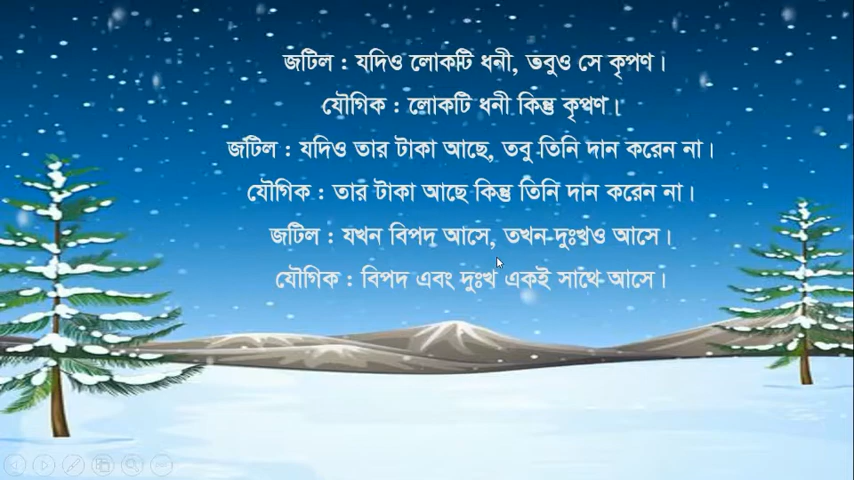 জটিল : যদিও লোকটি ধনী, তবুও সে কৃপণ।
যৌগিক : লোকটি ধনী কিন্তু কৃপণ।
জটিল : যদিও তার টাকা আছে, তবু তিনি দান করেন না।
যৌগিক : তার টাকা আছে কিন্তু তিনি দান করেন না।
জটিল : যখন বিপদ আসে, তখন-দুঃখও আসে।
যৌগিক : বিপদ এবং দুঃখ একই সাথে আসে।